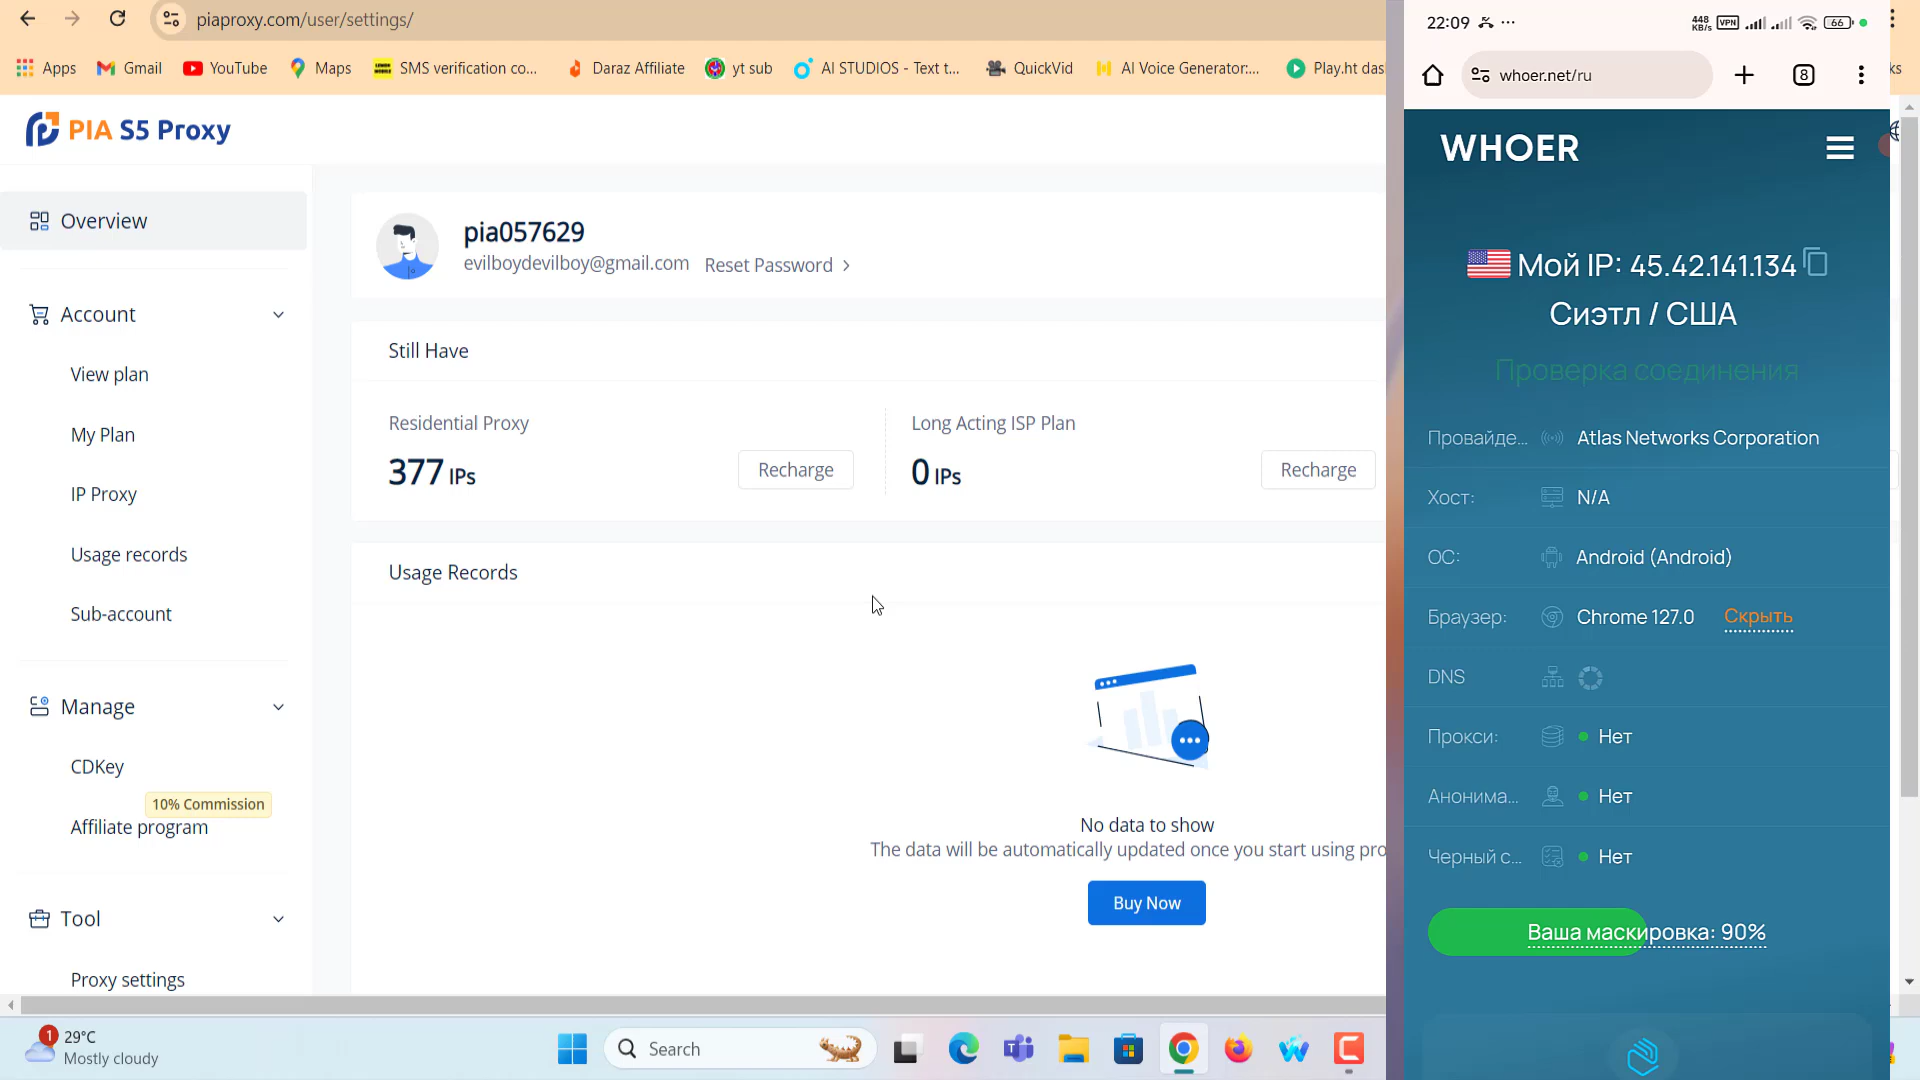 piaproxy.com/user/settings/
Apps
Gmail
YouTube
Maps
SMS verification co...
Daraz Affiliate
yt sub
AI STUDIOS - Text t...
QuickVid
AI Voice Generator:...
Play.ht das
PIA S5 Proxy
Overview
Account
View plan
My Plan
IP Proxy
Usage records
Sub-account
Manage
CDKey
10% Commission
Affiliate program
Tool
Proxy settings
pia057629
evilboydevilboy@gmail.com Reset Password
Still Have
Residential Proxy
377 IPs
Recharge
Long Acting ISP Plan
0 IPs
Recharge
Usage Records
No data to show
The data will be automatically updated once you start using pro
Buy Now
1
29°C
Mostly cloudy
Search
22:09
448
KB/s
VPN
66
whoer.net/ru
8
ks
WHOER
Мой IP: 45.42.141.134
Сиэтл / США
Проверка соединения
Провайде... Atlas Networks Corporation
Хост: N/A
ОС: Android (Android)
Браузер: Chrome 127.0 Скрыть
DNS
Прокси: Нет
Анонима... Нет
Черный с... Нет
Ваша маскировка: 90%